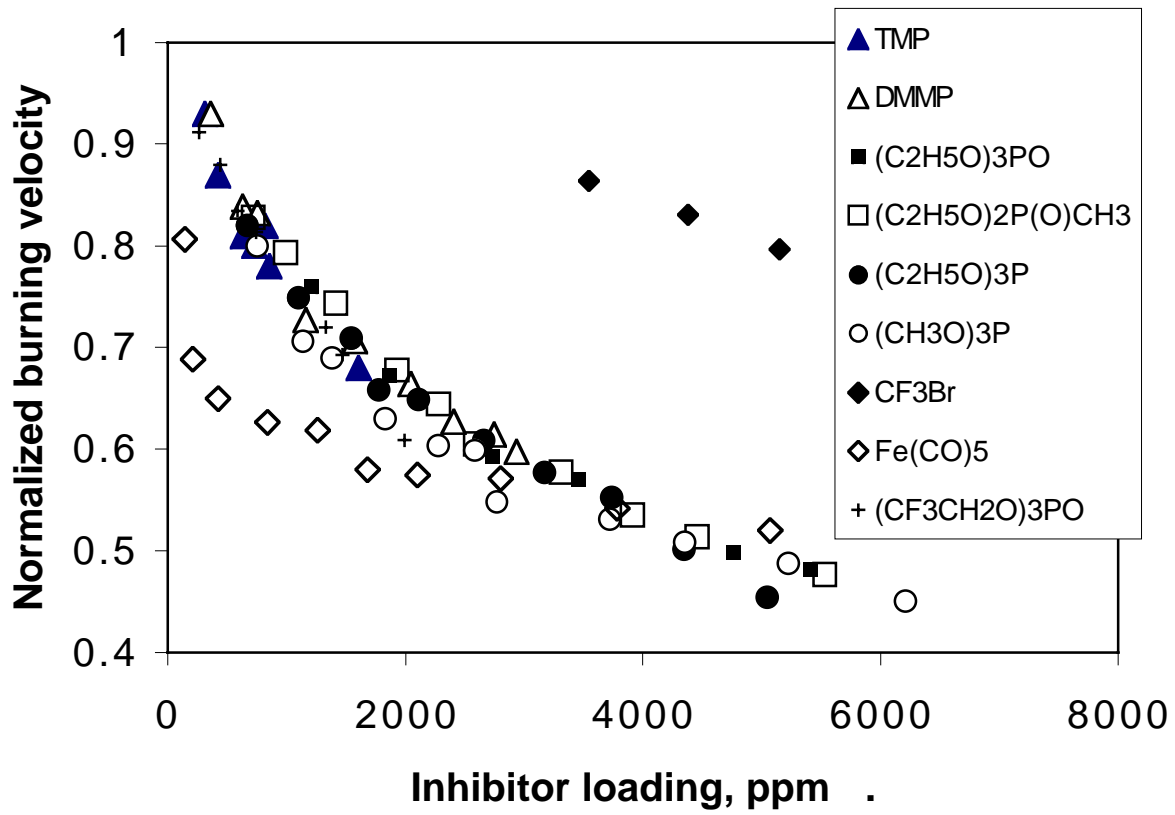 1
0.9
0.8
0.7
0.6
0.5
0.4
0 2000 4000 6000 8000
Normalized burning velocity
Inhibitor loading, ppm .
TMP
DMMP
(C2H5O)3PO
(C2H5O)2P(O)CH3
(C2H5O)3P
(CH3O)3P
CF3Br
Fe(CO)5
(CF3CH2O)3PO